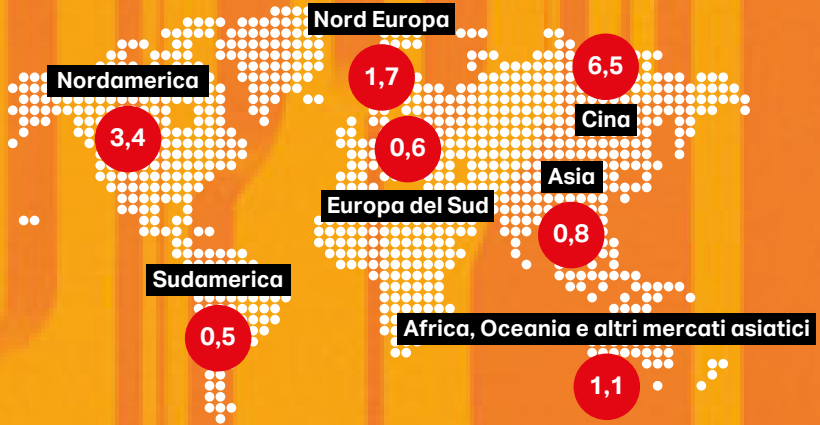 Nord Europa
1,7
6,5
Cina
Nordamerica
3,4
0,6
Europa del Sud
Asia
0,8
Sudamerica
0,5
Africa, Oceania e altri mercati asiatici
1,1